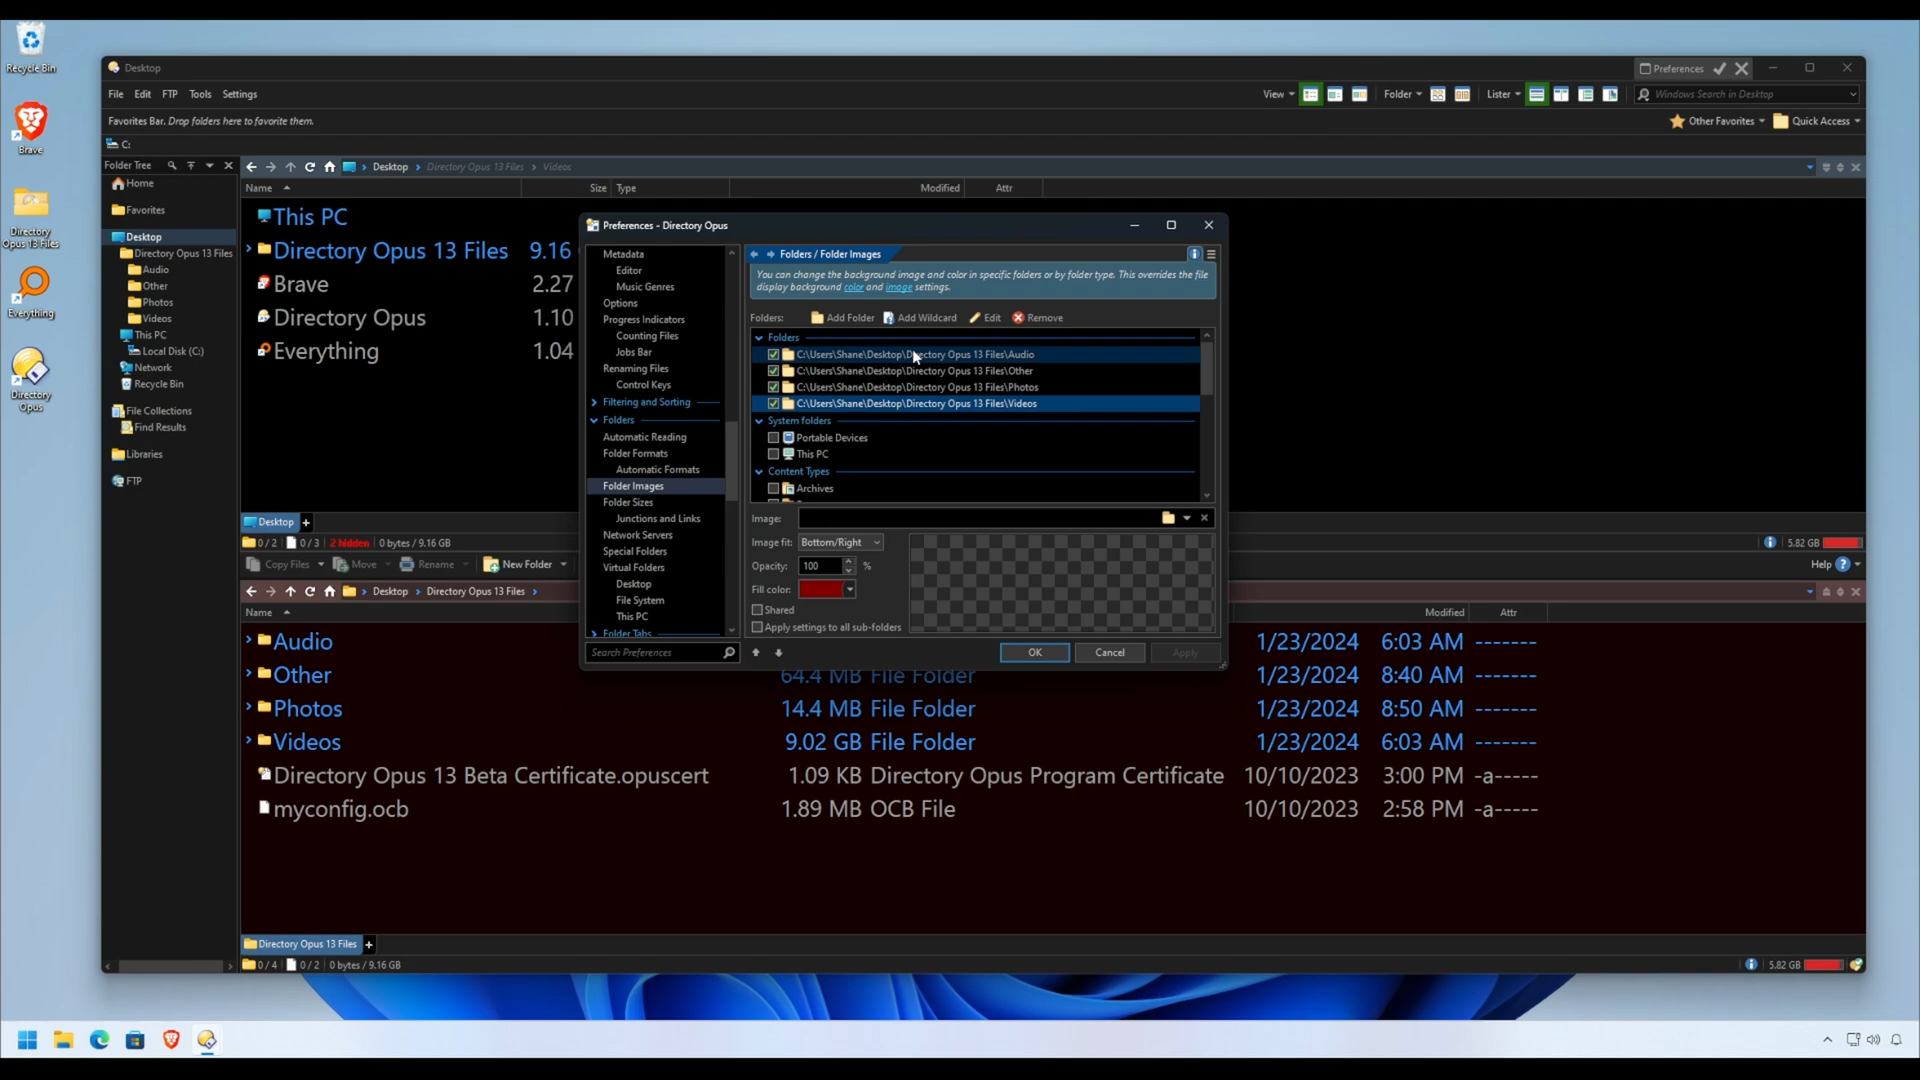 Recycle Bin
Brave
Directory
Opus 13 Files
Everything
Directory
Opus
Desktop
Preferences
File Edit FTP Tools Settings
View Folder Lister Windows Search in Desktop
Favorites Bar. Drop folders here to favorite them.
Other Favorites Quick Access
C:
Folder Tree
Home
Favorites
Desktop
Directory Opus 13 Files
Audio
Other
Photos
Videos
This PC
Local Disk (C:)
Network
Recycle Bin
File Collections
Find Results
Libraries
FTP
Desktop › Directory Opus 13 Files › Videos
Name Size Type Modified Attr
This PC
Directory Opus 13 Files 9.16
Brave 2.27
Directory Opus 1.10
Everything 1.04
Desktop +
0 / 2 0 / 3 2 hidden 0 bytes / 9.16 GB
5.82 GB
Copy Files Move Rename New Folder
Help
Desktop › Directory Opus 13 Files ›
Name Modified Attr
Audio 1/23/2024 6:03 AM -------
Other 64.4 MB File Folder 1/23/2024 8:40 AM -------
Photos 14.4 MB File Folder 1/23/2024 8:50 AM -------
Videos 9.02 GB File Folder 1/23/2024 6:03 AM -------
Directory Opus 13 Beta Certificate.opuscert 1.09 KB Directory Opus Program Certificate 10/10/2023 3:00 PM -a-----
myconfig.ocb 1.89 MB OCB File 10/10/2023 2:58 PM -a-----
Directory Opus 13 Files +
0 / 4 0 / 2 0 bytes / 9.16 GB
5.82 GB
Preferences - Directory Opus
Metadata
Editor
Music Genres
Options
Progress Indicators
Counting Files
Jobs Bar
Renaming Files
Control Keys
Filtering and Sorting
Folders
Automatic Reading
Folder Formats
Automatic Formats
Folder Images
Folder Sizes
Junctions and Links
Network Servers
Special Folders
Virtual Folders
Desktop
File System
This PC
Folder Tabs
Search Preferences
Folders / Folder Images
You can change the background image and color in specific folders or by folder type. This overrides the file
display background color and image settings.
Folders: Add Folder Add Wildcard Edit Remove
Folders
C:\Users\Shane\Desktop\Directory Opus 13 Files\Audio
C:\Users\Shane\Desktop\Directory Opus 13 Files\Other
C:\Users\Shane\Desktop\Directory Opus 13 Files\Photos
C:\Users\Shane\Desktop\Directory Opus 13 Files\Videos
System folders
Portable Devices
This PC
Content Types
Archives
Image:
Image fit: Bottom/Right
Opacity: 100 %
Fill color:
Shared
Apply settings to all sub-folders
OK Cancel Apply